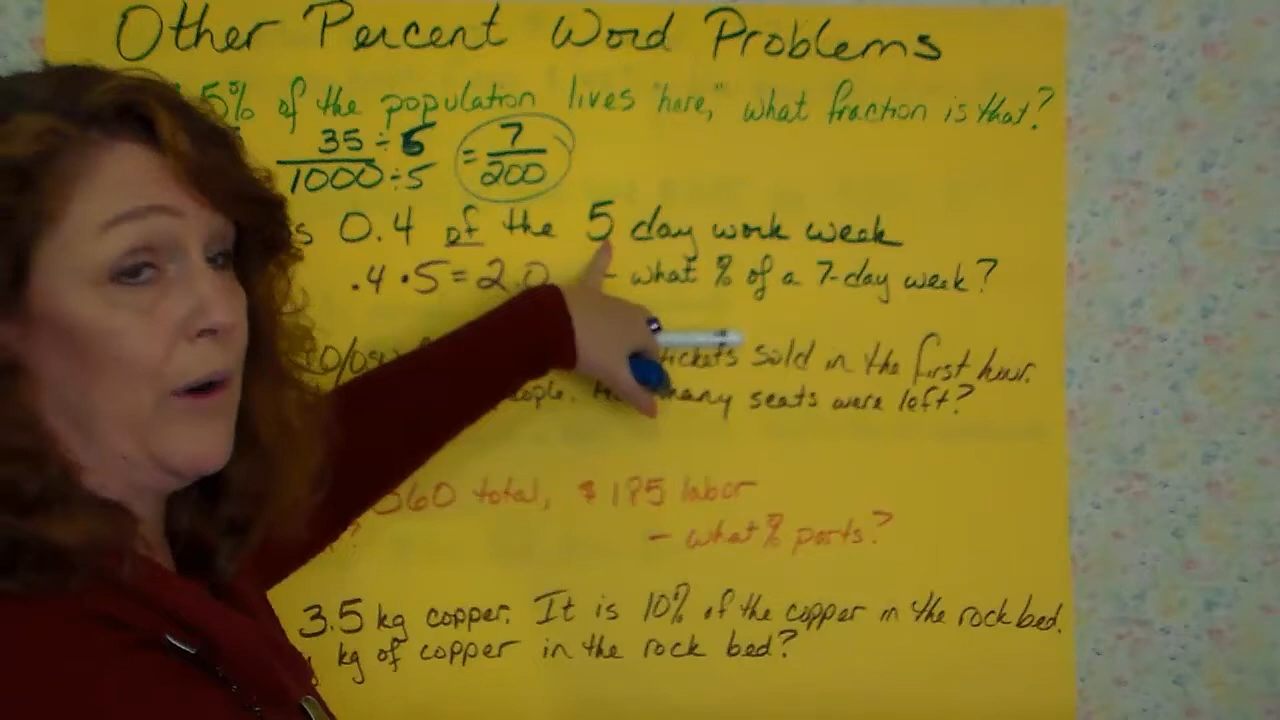 Other Percent Word Problems
5% of the population lives "here," what fraction is that?
35 ÷ 5 / 1000 ÷ 5 = 7 / 200
0.4 of the 5 day work week
.4 · 5 = 2.0 - what % of a 7-day week?
tickets sold in the first hour.
many seats were left?
total, $185 labor
- what % parts?
3.5 kg copper. It is 10% of the copper in the rock bed.
kg of copper in the rock bed?